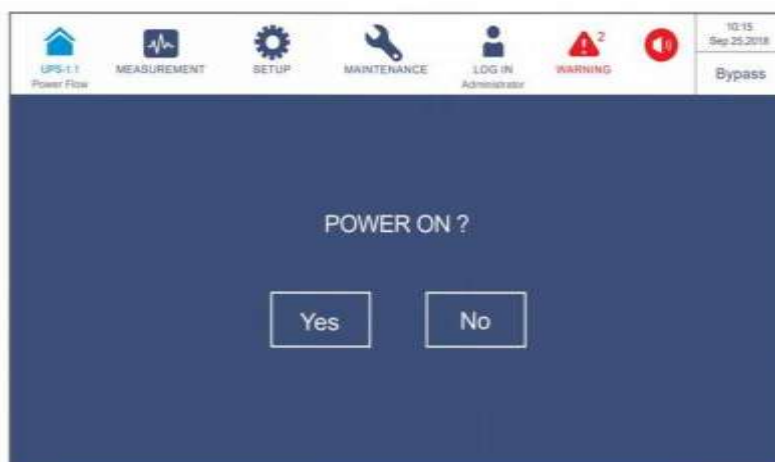 10:15
Sep 25,2018
UPS-1.1
MEASUREMENT
SETUP
MAINTENANCE
LOG IN
WARNING
2
Power Flow
Administrator
Bypass
POWER ON ?
Yes
No